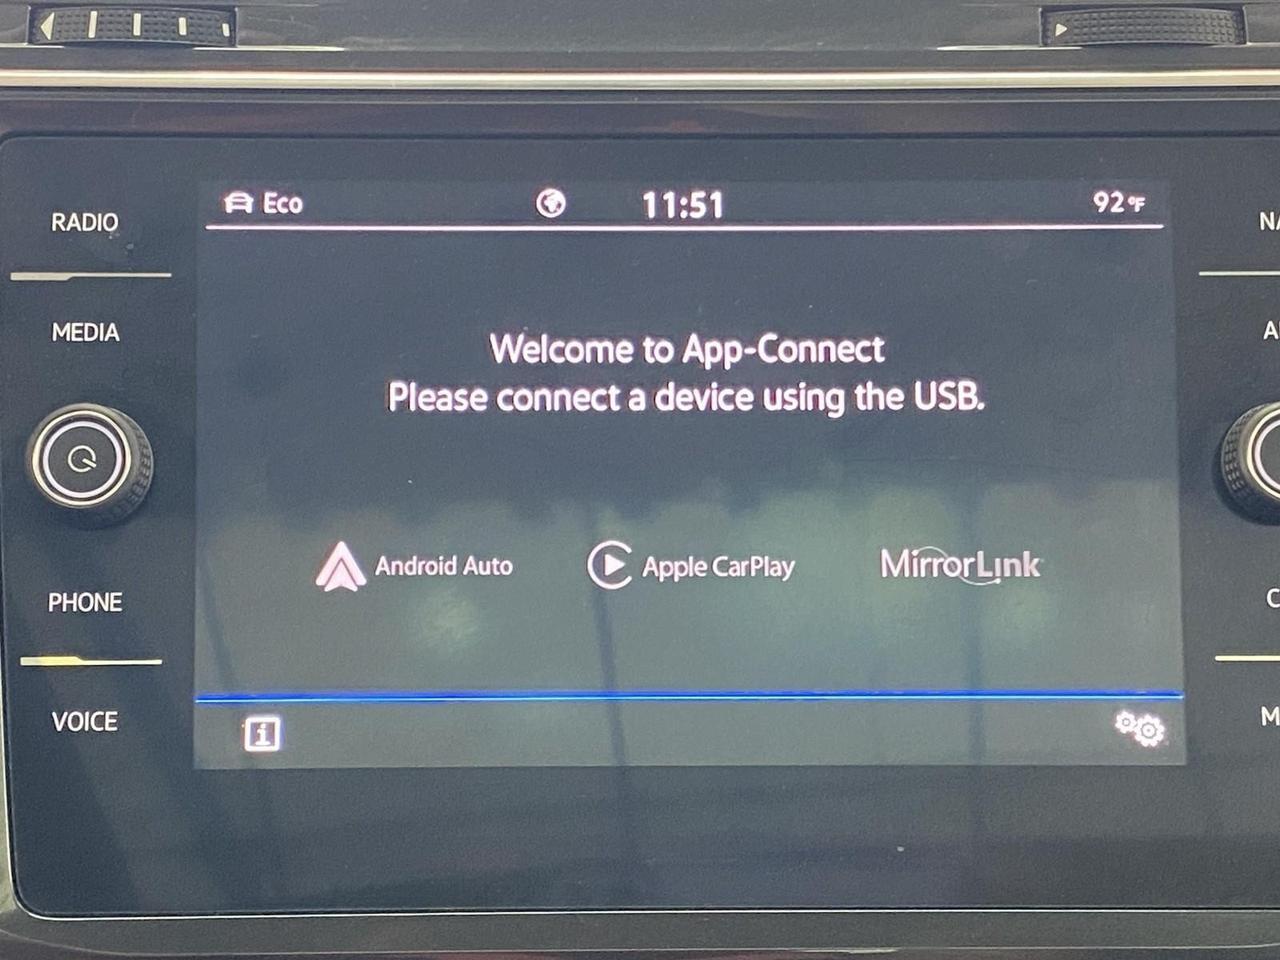 RADIO
MEDIA
PHONE
VOICE
Eco
11:51
92°F
Welcome to App-Connect
Please connect a device using the USB.
Android Auto
Apple CarPlay
MirrorLink
i